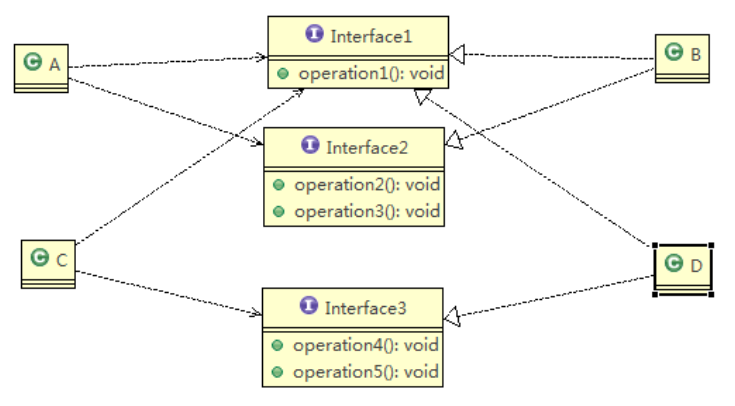 I Interface1
operation1(): void
C A
C B
I Interface2
operation2(): void
operation3(): void
C C
C D
I Interface3
operation4(): void
operation5(): void